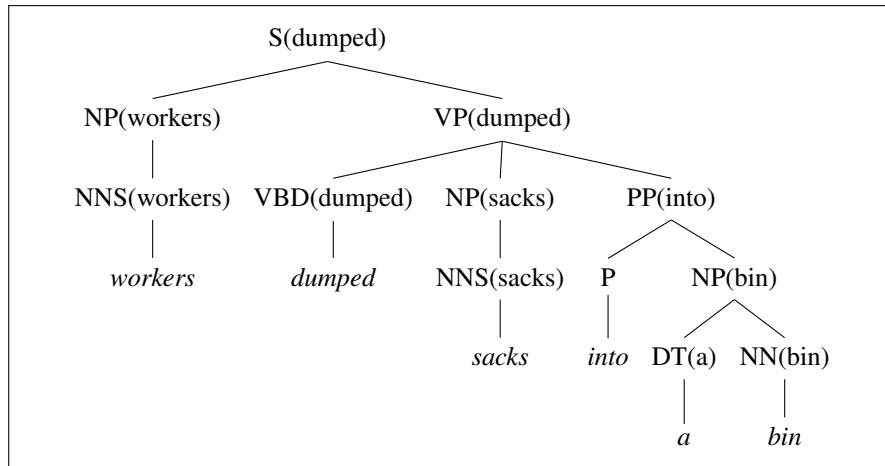 S(dumped)
NP(workers) VP(dumped)
NNS(workers) VBD(dumped) NP(sacks) PP(into)
workers dumped NNS(sacks) P NP(bin)
sacks into DT(a) NN(bin)
a bin